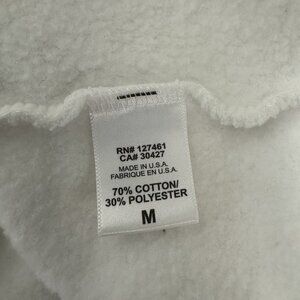 RN# 127461
CA# 30427
MADE IN U.S.A.
FABRIQUE EN U.S.A.
70% COTTON/
30% POLYESTER
M